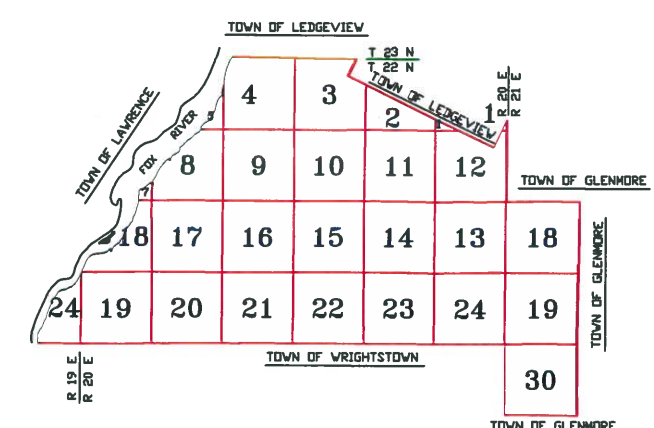 TOWN OF LEDGEVIEW
T 23 N
T 22 N
TOWN OF LEDGEVIEW
R 20 E
R 21 E
TOWN OF LAWRENCE
FOX RIVER
4 3 2 1
8 9 10 11 12
7
TOWN OF GLENMORE
18 17 16 15 14 13 18
TOWN OF GLENMORE
24 19 20 21 22 23 24 19
R 19 E
R 20 E
TOWN OF WRIGHTSTOWN
30
TOWN OF GLENMORE